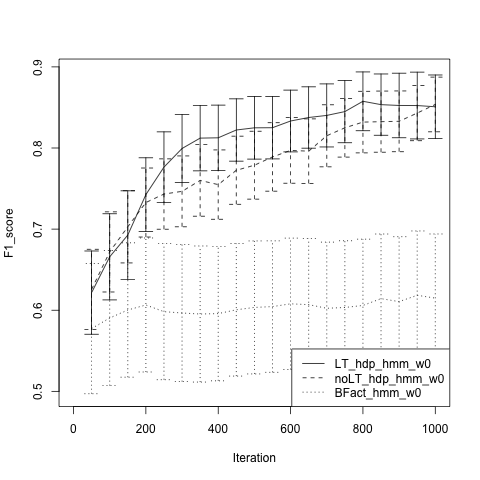 0.9
0.8
0.7
0.6
0.5
F1_score
LT_hdp_hmm_w0
noLT_hdp_hmm_w0
BFact_hmm_w0
0 200 400 600 800 1000
Iteration